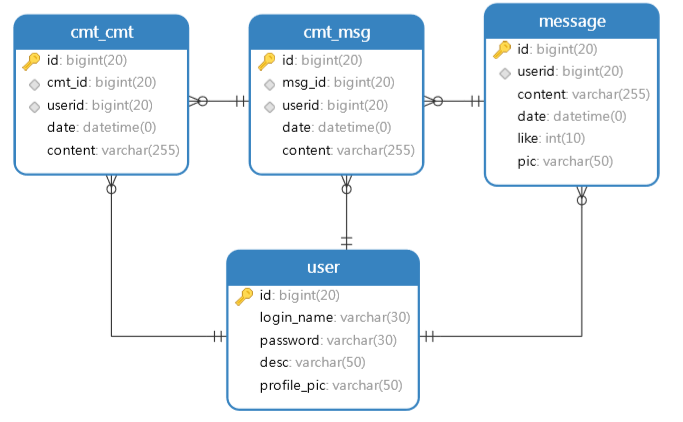 cmt_cmt
id: bigint(20)
cmt_id: bigint(20)
userid: bigint(20)
date: datetime(0)
content: varchar(255)
cmt_msg
id: bigint(20)
msg_id: bigint(20)
userid: bigint(20)
date: datetime(0)
content: varchar(255)
message
id: bigint(20)
userid: bigint(20)
content: varchar(255)
date: datetime(0)
like: int(10)
pic: varchar(50)
user
id: bigint(20)
login_name: varchar(30)
password: varchar(30)
desc: varchar(50)
profile_pic: varchar(50)